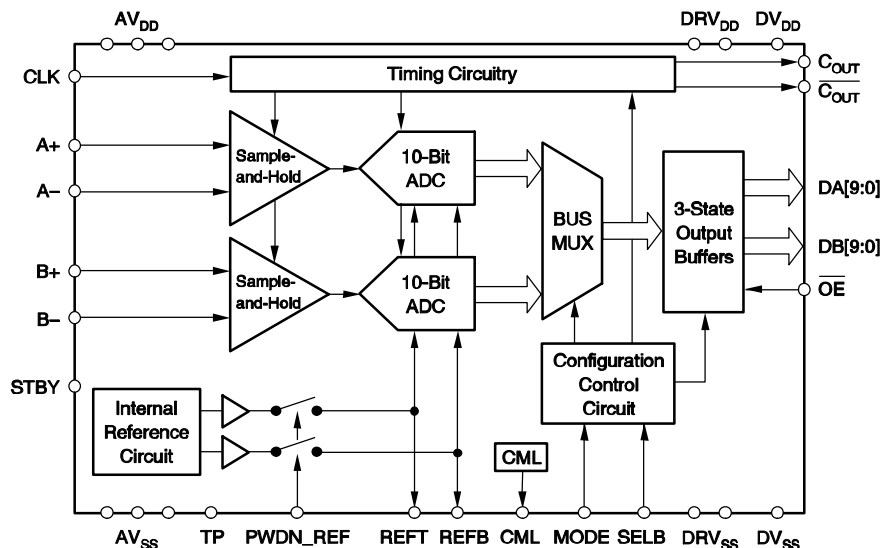 AVDD DRVDD DVDD
CLK Timing Circuitry COUT
C̅O̅U̅T̅
A+ Sample-
and-Hold
10-Bit
ADC
A–
BUS
MUX
3-State
Output
Buffers
DA[9:0]
DB[9:0]
O̅E̅
B+ Sample-
and-Hold
10-Bit
ADC
B–
STBY
Configuration
Control
Circuit
Internal
Reference
Circuit
CML
AVSS TP PWDN_REF REFT REFB CML MODE SELB DRVSS DVSS